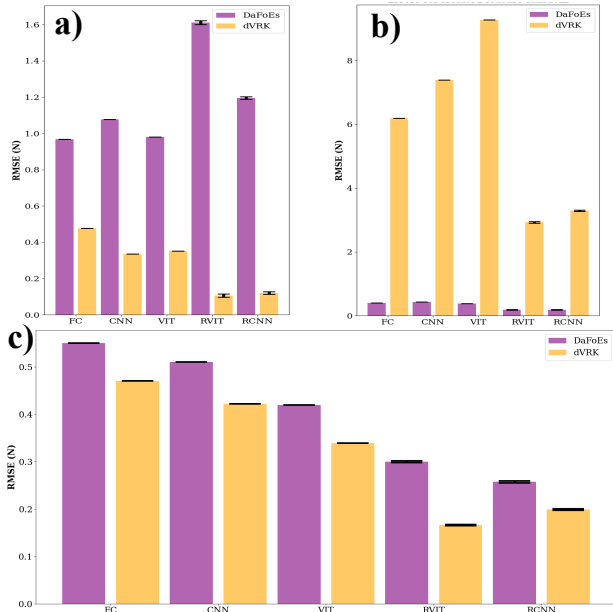 a)
DaFoEs
dVRK
RMSE (N)
1.6
1.4
1.2
1.0
0.8
0.6
0.4
0.2
0.0
FC CNN VIT RVIT RCNN
b)
DaFoEs
dVRK
RMSE (N)
8
6
4
2
0
FC CNN VIT RVIT RCNN
c)
DaFoEs
dVRK
RMSE (N)
0.5
0.4
0.3
0.2
0.1
0.0
FC CNN VIT RVIT RCNN